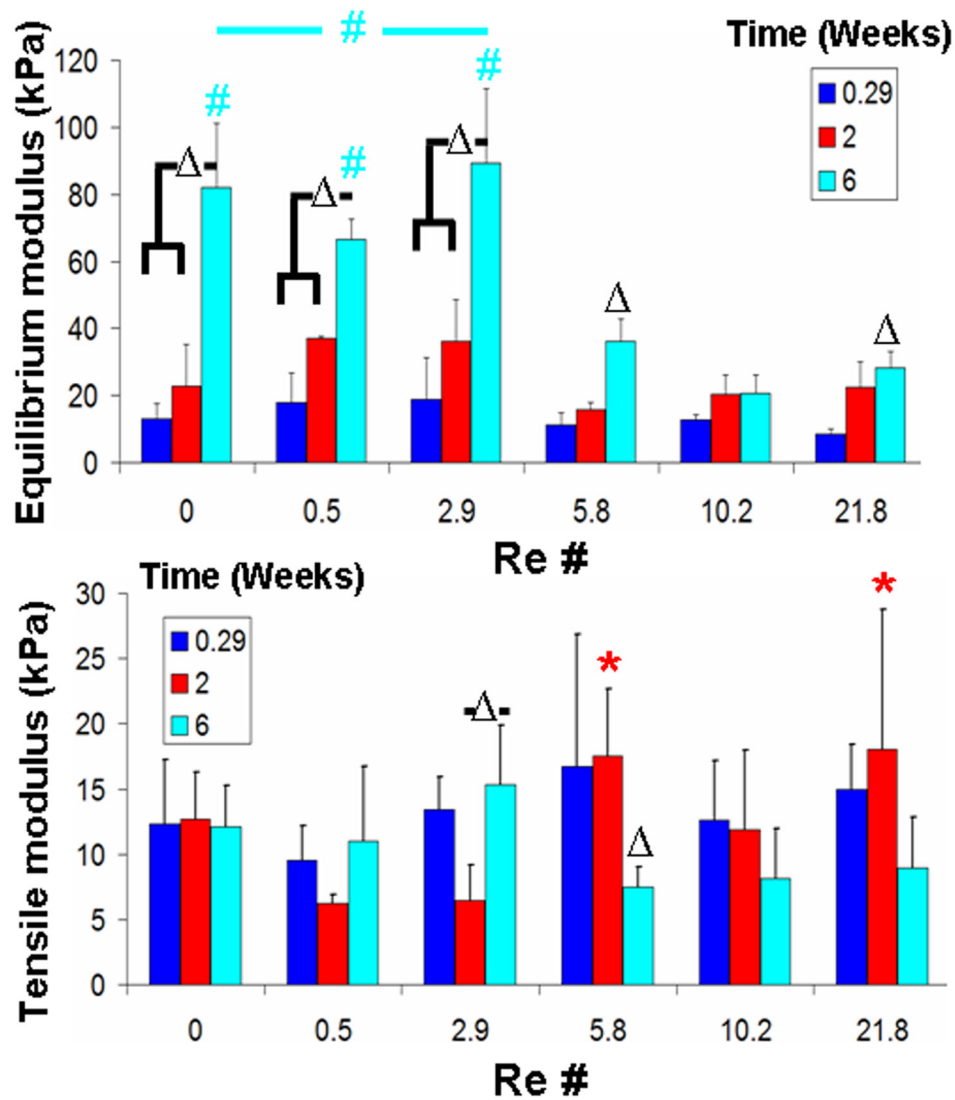 #
Time (Weeks)
0.29
2
6
Equilibrium modulus (kPa)
120
100
80
60
40
20
0
#
#
#
Δ
Δ
Δ
Δ
Δ
0 0.5 2.9 5.8 10.2 21.8
Re #
Time (Weeks)
0.29
2
6
Tensile modulus (kPa)
30
25
20
15
10
5
0
*
*
Δ
Δ
0 0.5 2.9 5.8 10.2 21.8
Re #